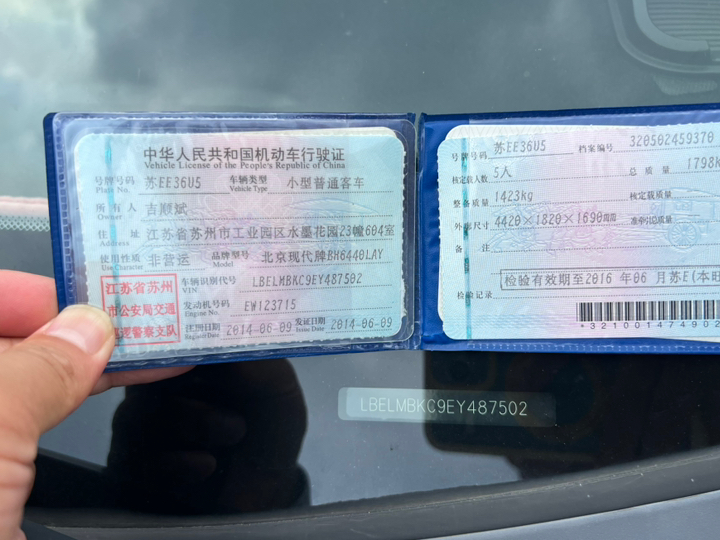 中华人民共和国机动车行驶证
Vehicle License of the People's Republic of China
号牌号码 苏EE36U5 车辆类型 小型普通客车
Plate No. Vehicle Type
所有人 吉顺斌
Owner
住址 江苏省苏州市工业园区水墨花园23幢604室
Address
使用性质 非营运 品牌型号 北京现代牌BH6440LAY
Use Character Model
江苏省苏州
市公安局交通
警察支队
车辆识别代号 LBELMBKC9EY487502
VIN
发动机号码 EW123715
Engine No.
注册日期 2014-06-09 发证日期 2014-06-09
Register Date Issue Date
号牌号码 苏EE36U5 档案编号 320502459370
核定载人数 5人 总质量 1798k
整备质量 1423kg 核定载质量
外廓尺寸 4420×1820×1690 准牵引总质量
备注
检验有效期至2016 年06 月苏E(本旺
检验记录
*321001474902
LBELMBKC9EY487502